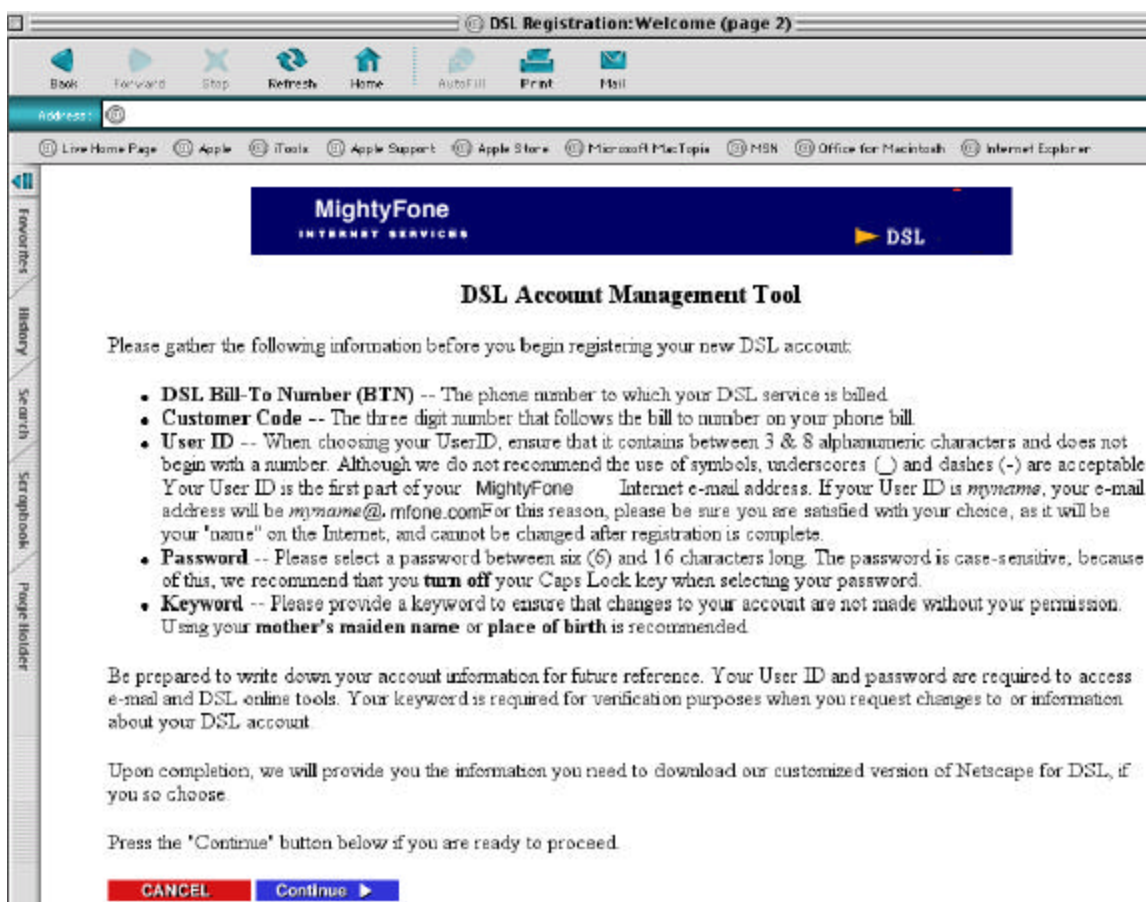 DSL Registration: Welcome (page 2)
Back Forward Stop Refresh Home AutoFill Print Mail
Address:
Live Home Page Apple iTools Apple Support Apple Store Microsoft MacTopia MSN Office for Macintosh Internet Explorer
Favorites
History
Search
Scrapbook
Page Holder
MightyFone
INTERNET SERVICES
DSL
DSL Account Management Tool
Please gather the following information before you begin registering your new DSL account:
• DSL Bill-To Number (BTN) -- The phone number to which your DSL service is billed.
• Customer Code -- The three digit number that follows the bill to number on your phone bill.
• User ID -- When choosing your UserID, ensure that it contains between 3 & 8 alphanumeric characters and does not
begin with a number. Although we do not recommend the use of symbols, underscores (_) and dashes (-) are acceptable
Your User ID is the first part of your MightyFone Internet e-mail address. If your User ID is myname, your e-mail
address will be myname@. mfone.comFor this reason, please be sure you are satisfied with your choice, as it will be
your "name" on the Internet, and cannot be changed after registration is complete.
• Password -- Please select a password between six (6) and 16 characters long. The password is case-sensitive, because
of this, we recommend that you turn off your Caps Lock key when selecting your password.
• Keyword -- Please provide a keyword to ensure that changes to your account are not made without your permission.
Using your mother's maiden name or place of birth is recommended.
Be prepared to write down your account information for future reference. Your User ID and password are required to access
e-mail and DSL online tools. Your keyword is required for verification purposes when you request changes to or information
about your DSL account.
Upon completion, we will provide you the information you need to download our customized version of Netscape for DSL, if
you so choose.
Press the "Continue" button below if you are ready to proceed.
CANCEL Continue